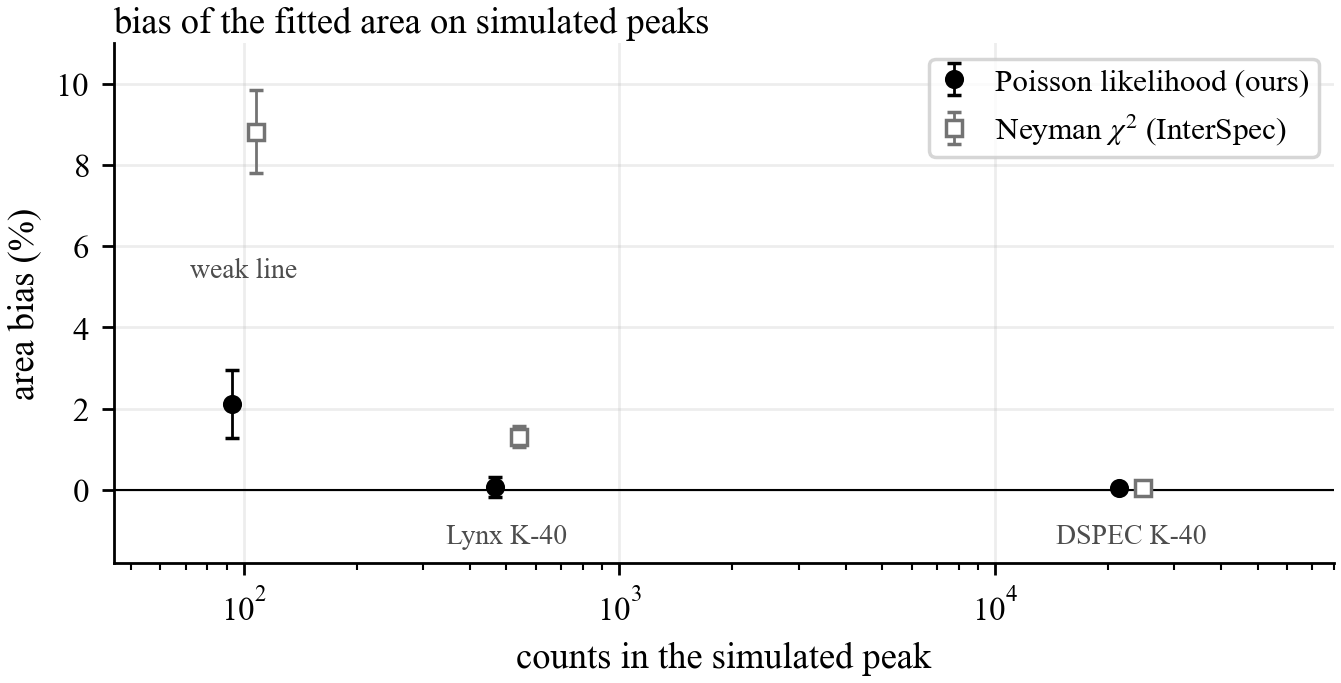 bias of the fitted area on simulated peaks
Poisson likelihood (ours)
Neyman χ² (InterSpec)
area bias (%)
10
8
6
4
2
0
weak line
Lynx K-40
DSPEC K-40
10²
10³
10⁴
counts in the simulated peak